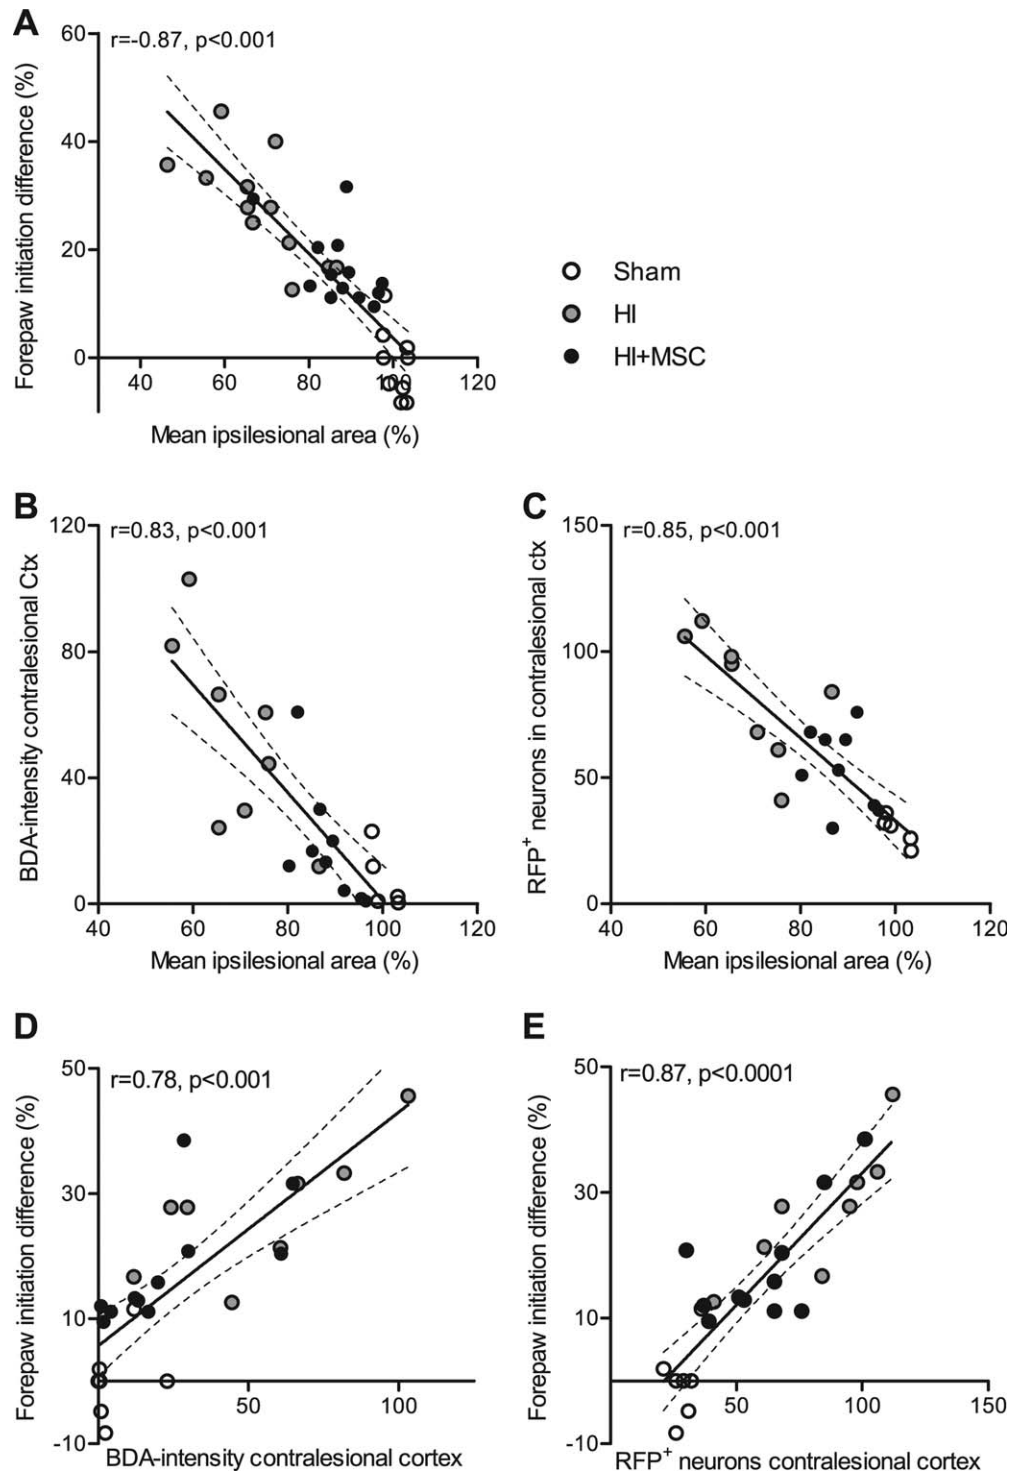 A
r=-0.87, p<0.001
Forepaw initiation difference (%)
60
40
20
0
40 60 80 100 120
Mean ipsilesional area (%)
Sham
HI
HI+MSC
B
r=0.83, p<0.001
BDA-intensity contralesional Ctx
120
80
40
0
40 60 80 100 120
Mean ipsilesional area (%)
C
r=0.85, p<0.001
RFP+ neurons in contralesional ctx
150
100
50
0
40 60 80 100 120
Mean ipsilesional area (%)
D
r=0.78, p<0.001
Forepaw initiation difference (%)
50
30
10
-10
50 100
BDA-intensity contralesional cortex
E
r=0.87, p<0.0001
Forepaw initiation difference (%)
50
30
10
-10
50 100 150
RFP+ neurons contralesional cortex